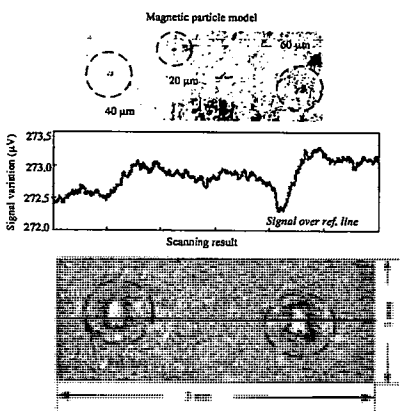 Magnetic particle model
60 μm
20 μm
40 μm
Signal variation (μV)
273.5
273.0
272.5
272.0
Signal over ref. line
Scanning result
mm